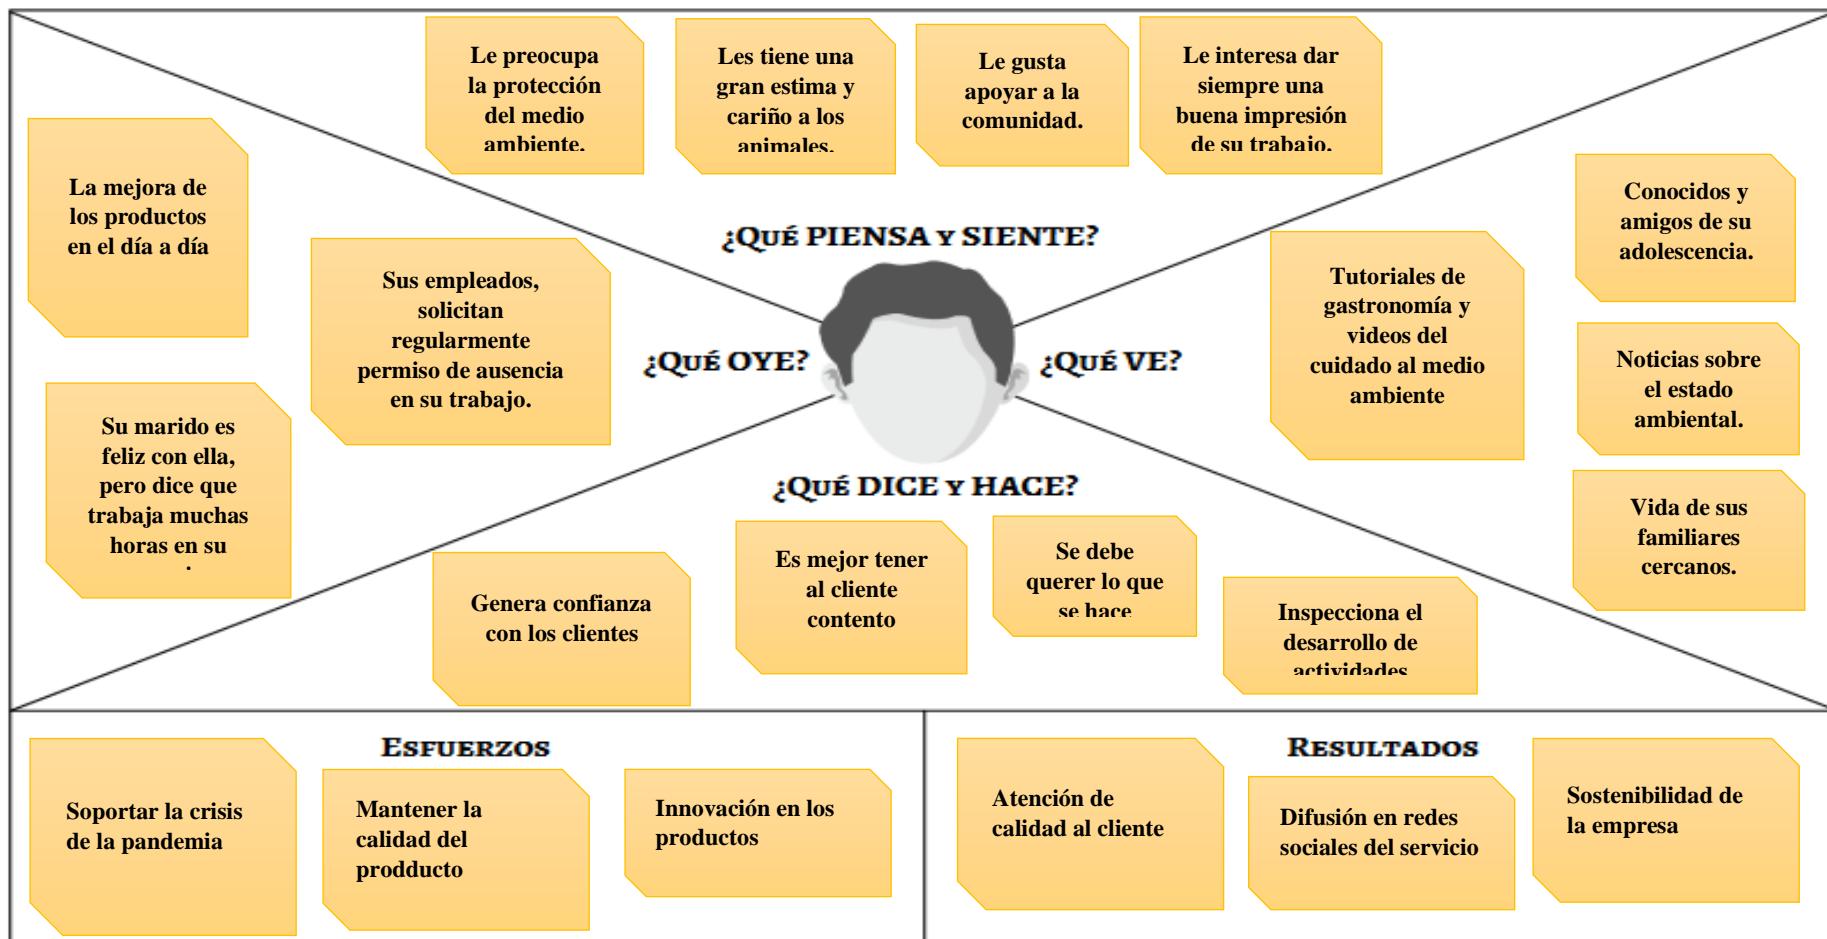 Le preocupa
la protección
del medio
ambiente.
Les tiene una
gran estima y
cariño a los
animales.
Le gusta
apoyar a la
comunidad.
Le interesa dar
siempre una
buena impresión
de su trabajo.
¿QUÉ PIENSA Y SIENTE?
La mejora de
los productos
en el día a día
Sus empleados,
solicitan
regularmente
permiso de ausencia
en su trabajo.
Su marido es
feliz con ella,
pero dice que
trabaja muchas
horas en su
¿QUÉ OYE?
¿QUÉ VE?
Tutoriales de
gastronomía y
videos del
cuidado al medio
ambiente
Conocidos y
amigos de su
adolescencia.
Noticias sobre
el estado
ambiental.
Vida de sus
familiares
cercanos.
¿QUÉ DICE Y HACE?
Genera confianza
con los clientes
Es mejor tener
al cliente
contento
Se debe
querer lo que
se hace
Inspecciona el
desarrollo de
actividades
ESFUERZOS
Soportar la crisis
de la pandemia
Mantener la
calidad del
prodducto
Innovación en los
productos
RESULTADOS
Atención de
calidad al cliente
Difusión en redes
sociales del servicio
Sostenibilidad de
la empresa